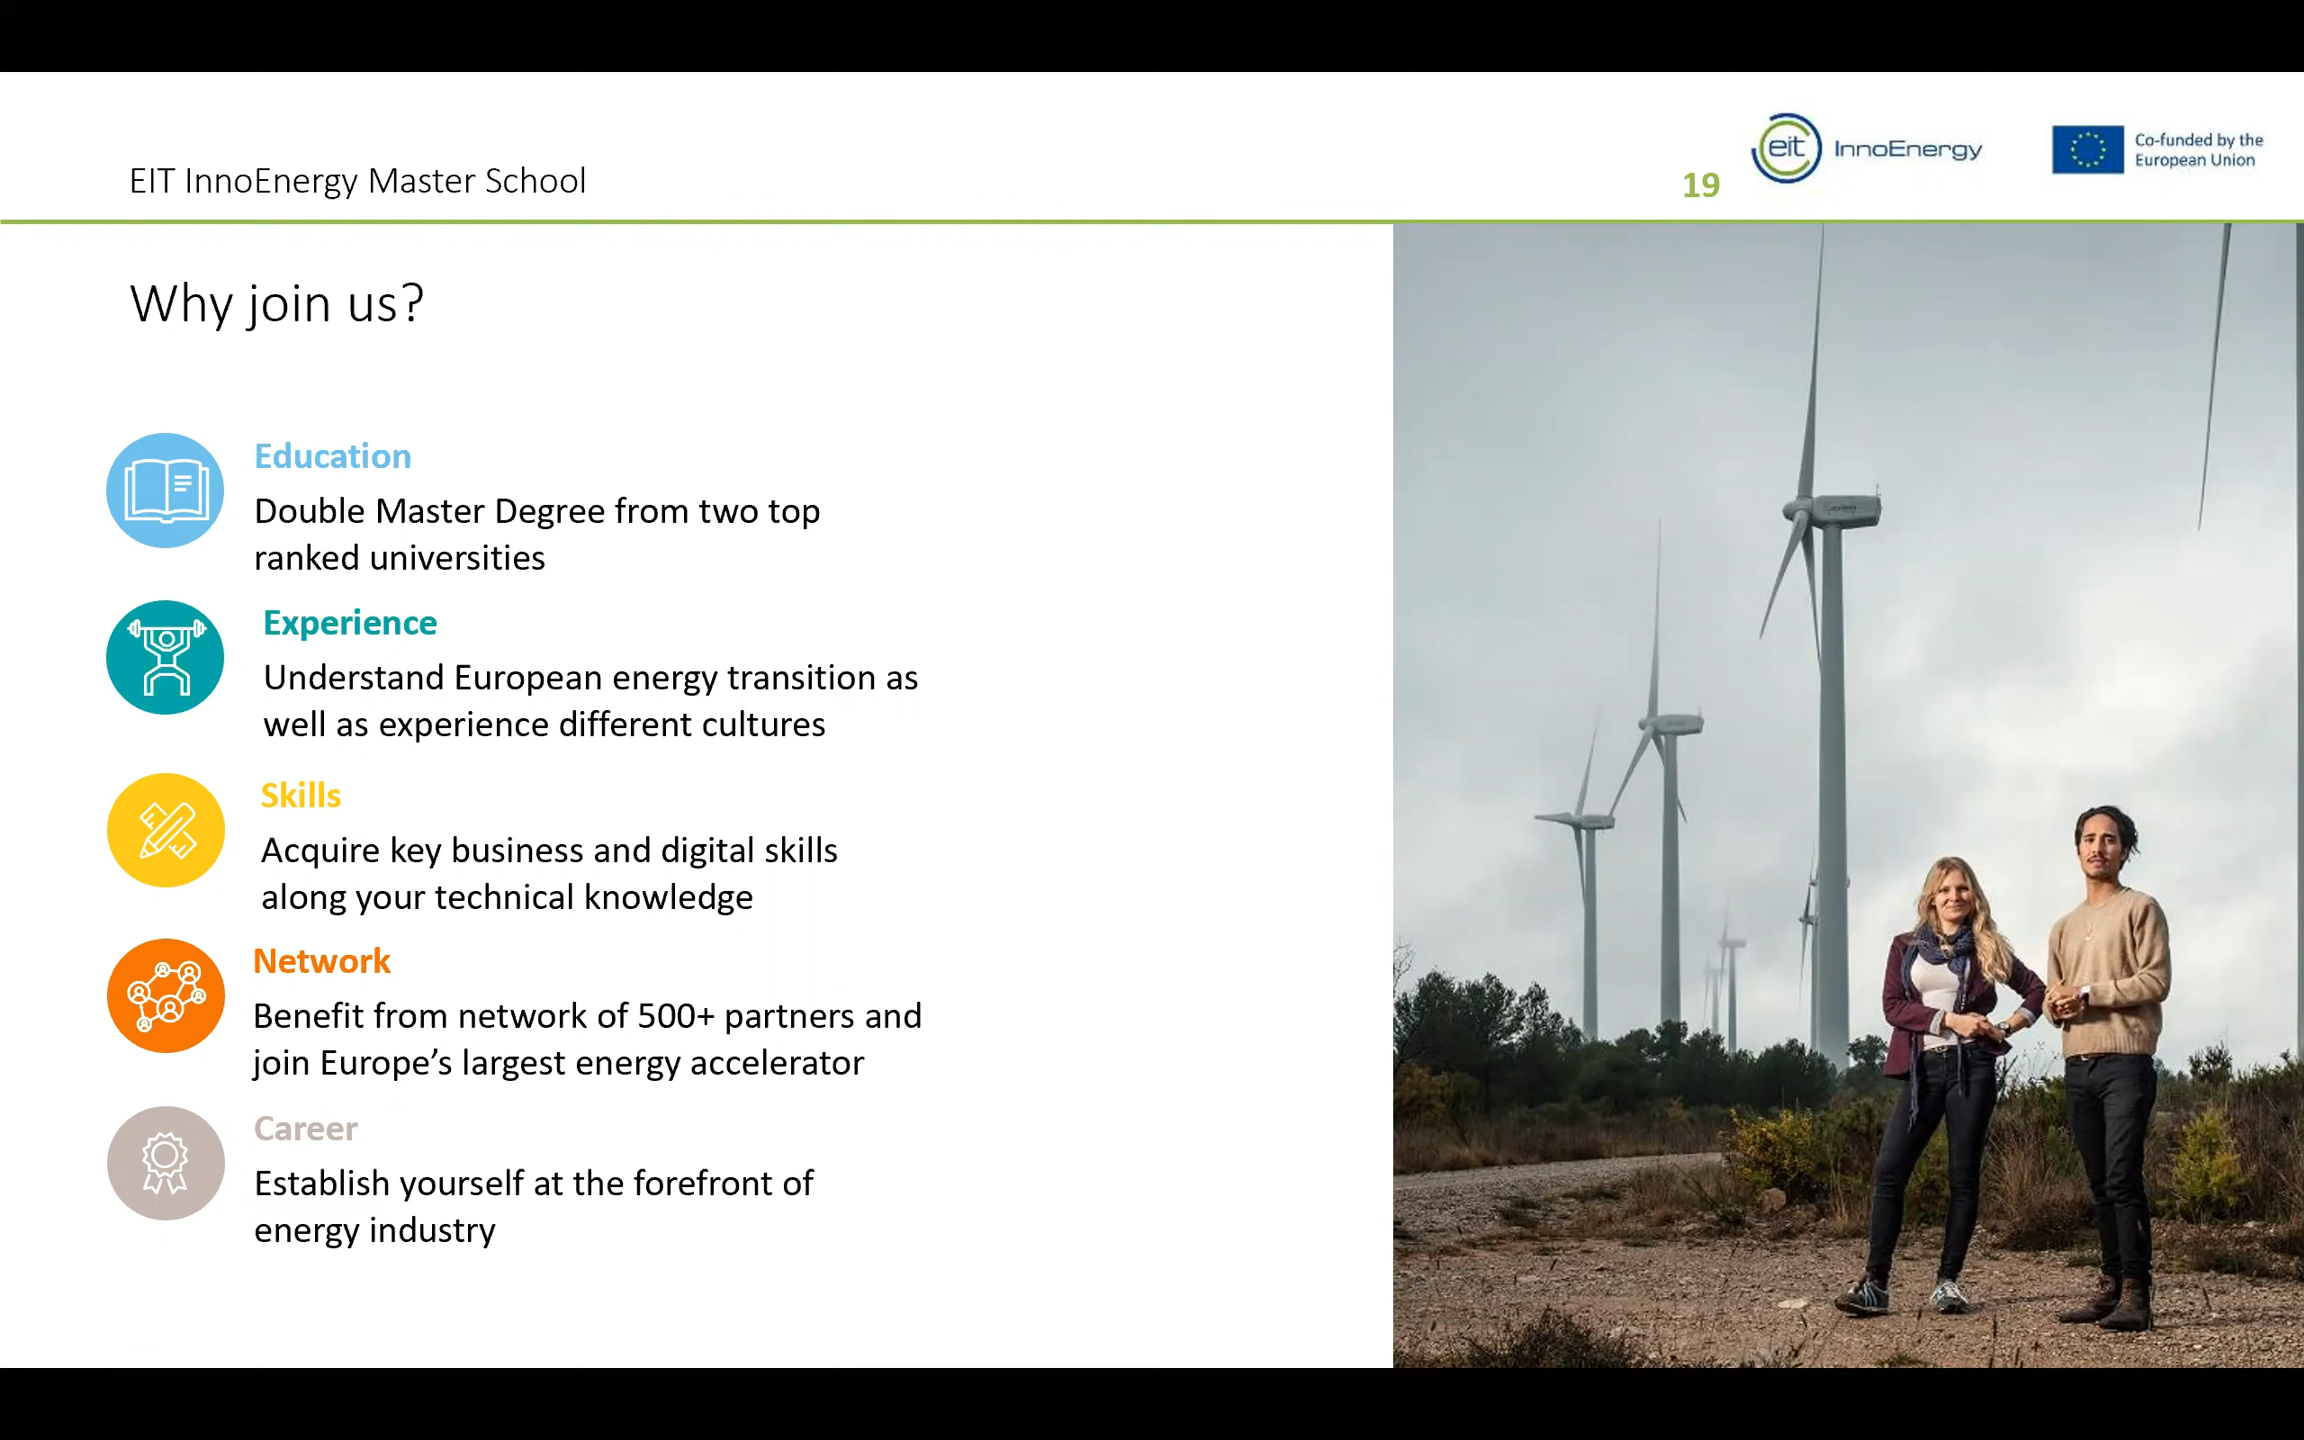 EIT InnoEnergy Master School
19
eit InnoEnergy
Co-funded by the
European Union
Why join us?
Education
Double Master Degree from two top
ranked universities
Experience
Understand European energy transition as
well as experience different cultures
Skills
Acquire key business and digital skills
along your technical knowledge
Network
Benefit from network of 500+ partners and
join Europe’s largest energy accelerator
Career
Establish yourself at the forefront of
energy industry